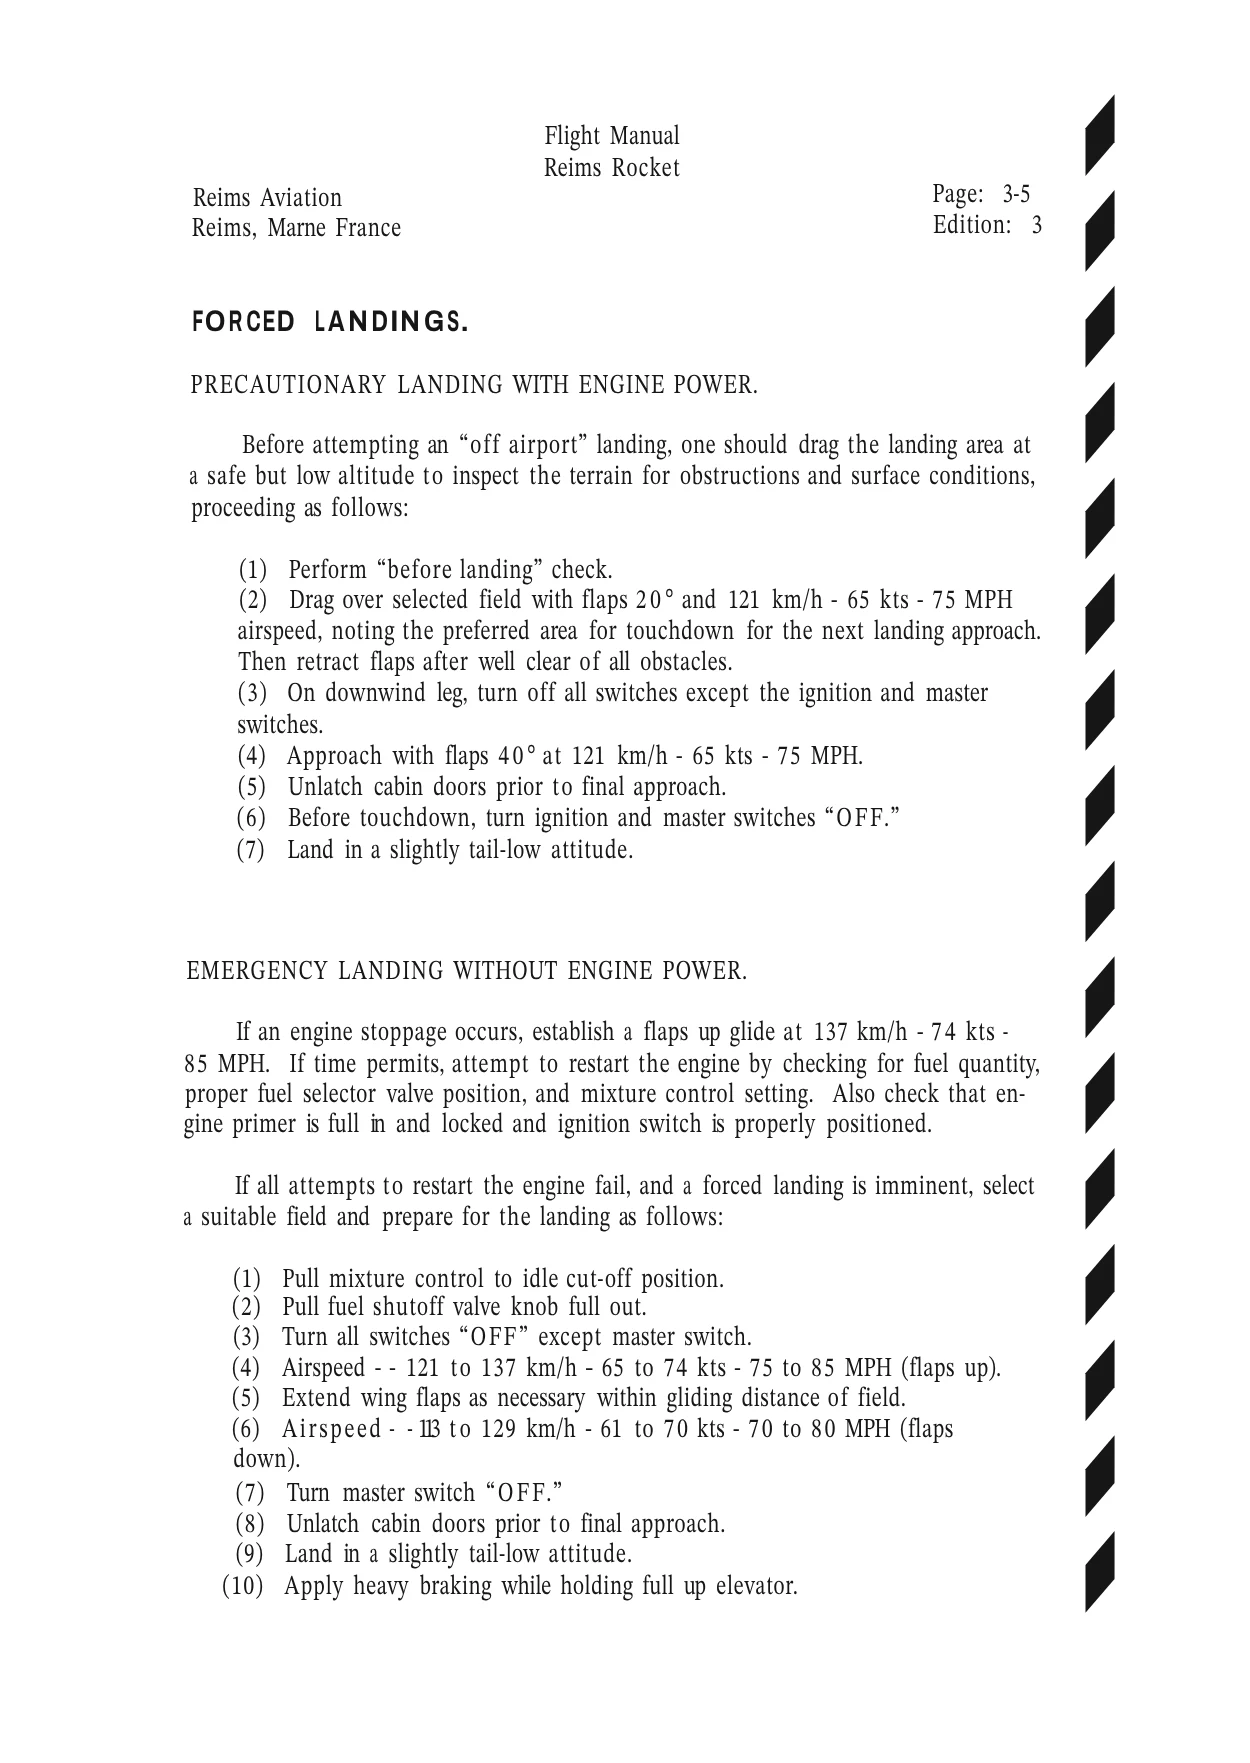 Flight Manual
Reims Rocket
Reims Aviation
Reims, Marne France
Page: 3-5
Edition: 3
FORCED LANDINGS.
PRECAUTIONARY LANDING WITH ENGINE POWER.
Before attempting an “off airport” landing, one should drag the landing area at
a safe but low altitude to inspect the terrain for obstructions and surface conditions,
proceeding as follows:
(1) Perform “before landing” check.
(2) Drag over selected field with flaps 20° and 121 km/h - 65 kts - 75 MPH
airspeed, noting the preferred area for touchdown for the next landing approach.
Then retract flaps after well clear of all obstacles.
(3) On downwind leg, turn off all switches except the ignition and master
switches.
(4) Approach with flaps 40° at 121 km/h - 65 kts - 75 MPH.
(5) Unlatch cabin doors prior to final approach.
(6) Before touchdown, turn ignition and master switches “OFF.”
(7) Land in a slightly tail-low attitude.
EMERGENCY LANDING WITHOUT ENGINE POWER.
If an engine stoppage occurs, establish a flaps up glide at 137 km/h - 74 kts -
85 MPH. If time permits, attempt to restart the engine by checking for fuel quantity,
proper fuel selector valve position, and mixture control setting. Also check that en-
gine primer is full in and locked and ignition switch is properly positioned.
If all attempts to restart the engine fail, and a forced landing is imminent, select
a suitable field and prepare for the landing as follows:
(1) Pull mixture control to idle cut-off position.
(2) Pull fuel shutoff valve knob full out.
(3) Turn all switches “OFF” except master switch.
(4) Airspeed - - 121 to 137 km/h - 65 to 74 kts - 75 to 85 MPH (flaps up).
(5) Extend wing flaps as necessary within gliding distance of field.
(6) Airspeed - - 113 to 129 km/h - 61 to 70 kts - 70 to 80 MPH (flaps
down).
(7) Turn master switch “OFF.”
(8) Unlatch cabin doors prior to final approach.
(9) Land in a slightly tail-low attitude.
(10) Apply heavy braking while holding full up elevator.